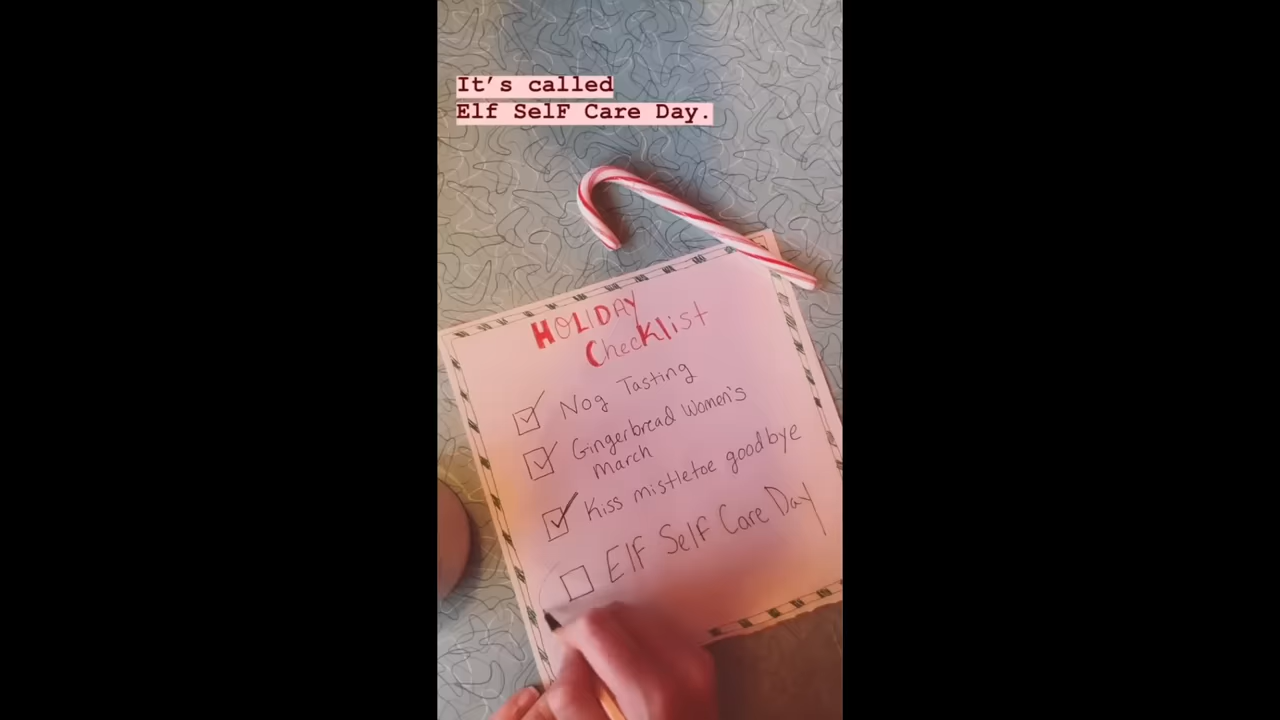 It's called
Elf SelF Care Day.
HOLIDAY
Checklist
Nog Tasting
Gingerbread Women's
march
Kiss mistletoe goodbye
Elf Self Care Day